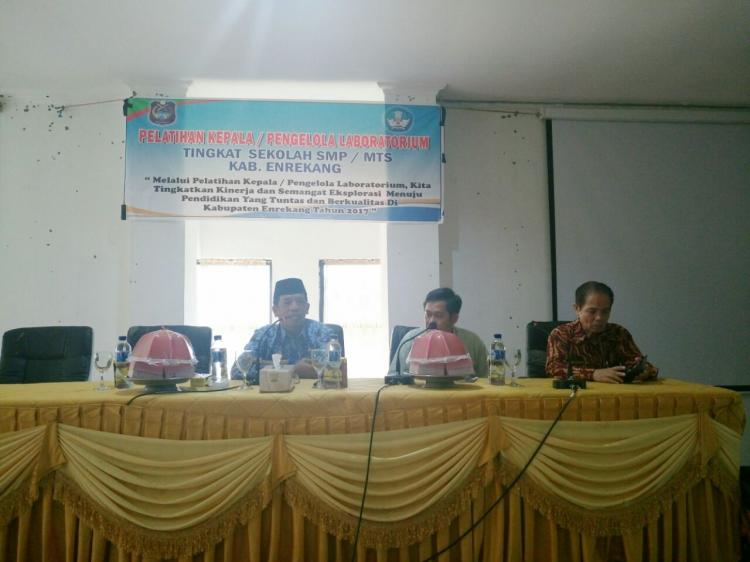 PELATIHAN KEPALA / PENGELOLA LABORATORIUM
TINGKAT SEKOLAH SMP / MTS
KAB. ENREKANG
“ Melalui Pelatihan Kepala / Pengelola Laboratorium, Kita
Tingkatkan Kinerja dan Semangat Eksplorasi Menuju
Pendidikan Yang Tuntas dan Berkualitas Di
Kabupaten Enrekang Tahun 2017 ”